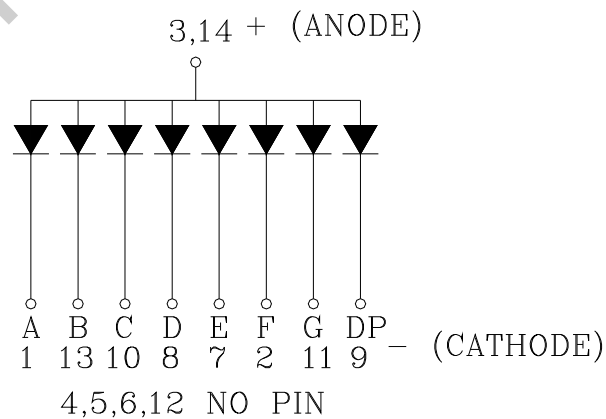 3,14 + (ANODE)
A B C D E F G DP - (CATHODE)
1 13 10 8 7 2 11 9
4,5,6,12 NO PIN